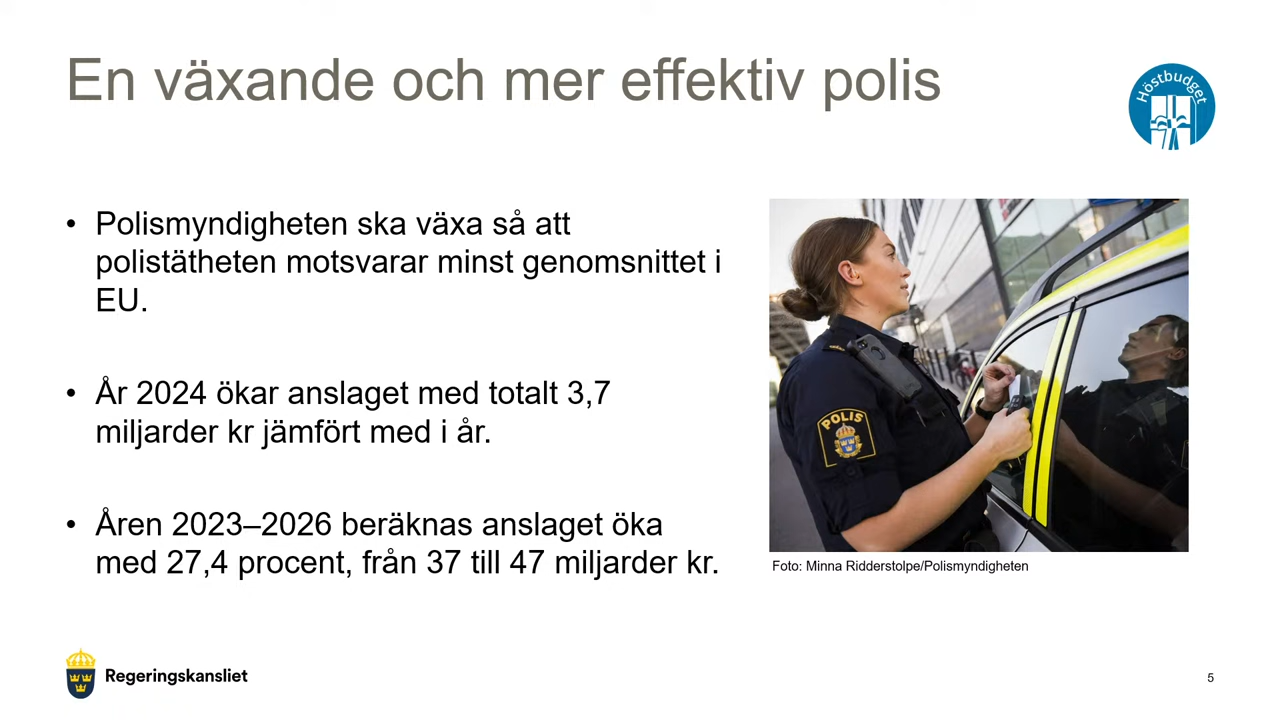 En växande och mer effektiv polis
Höstbudget
• Polismyndigheten ska växa så att
polistätheten motsvarar minst genomsnittet i
EU.
• År 2024 ökar anslaget med totalt 3,7
miljarder kr jämfört med i år.
• Åren 2023–2026 beräknas anslaget öka
med 27,4 procent, från 37 till 47 miljarder kr.
POLIS
Foto: Minna Ridderstolpe/Polismyndigheten
Regeringskansliet
5